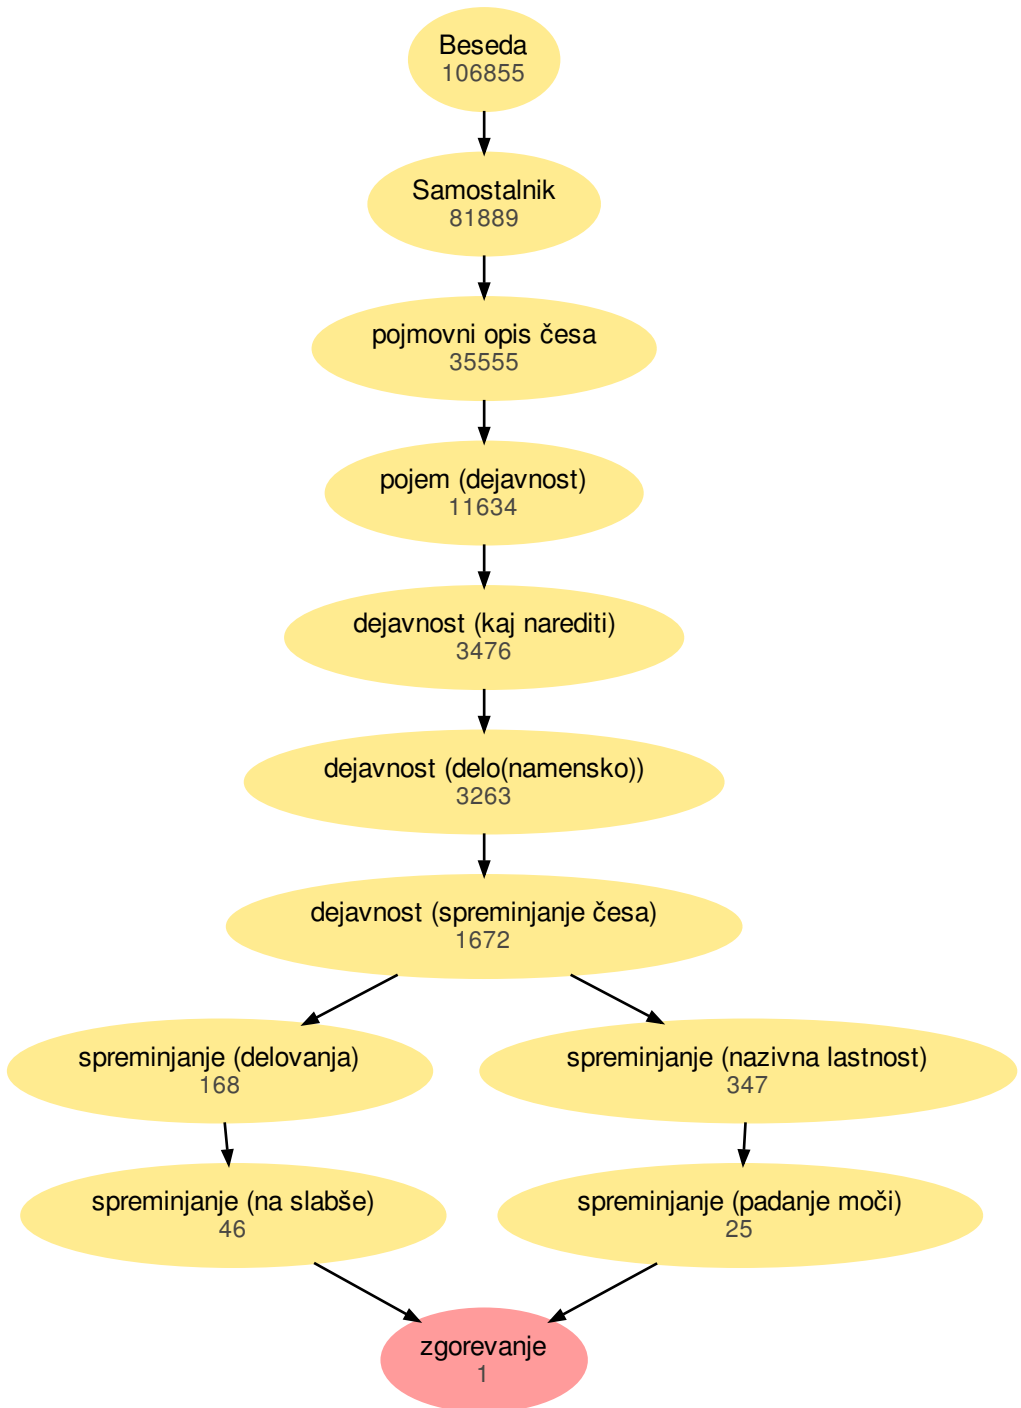 Beseda
106855
Samostalnik
81889
pojmovni opis česa
35555
pojem (dejavnost)
11634
dejavnost (kaj narediti)
3476
dejavnost (delo(namensko))
3263
dejavnost (spreminjanje česa)
1672
spreminjanje (delovanja)
168
spreminjanje (nazivna lastnost)
347
spreminjanje (na slabše)
46
spreminjanje (padanje moči)
25
zgorevanje
1